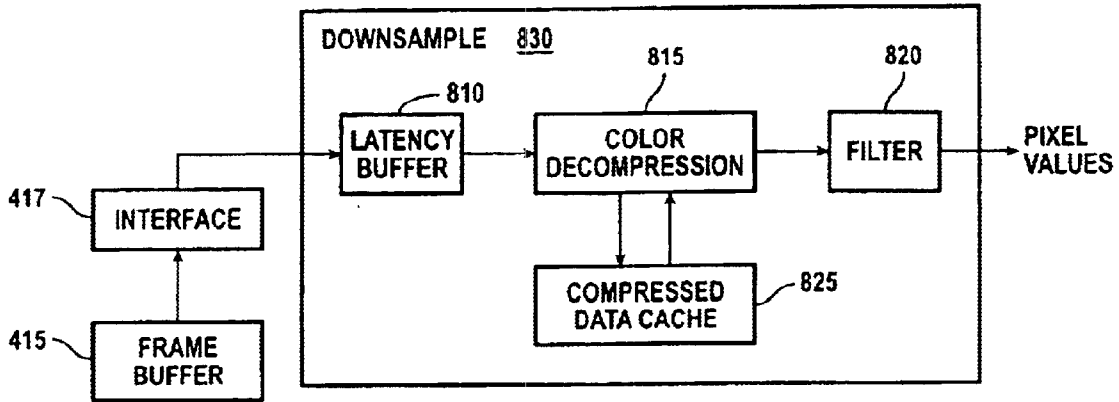 DOWNSAMPLE 830
810
LATENCY
BUFFER
815
COLOR
DECOMPRESSION
820
FILTER
PIXEL
VALUES
417
INTERFACE
COMPRESSED
DATA CACHE
825
415
FRAME
BUFFER